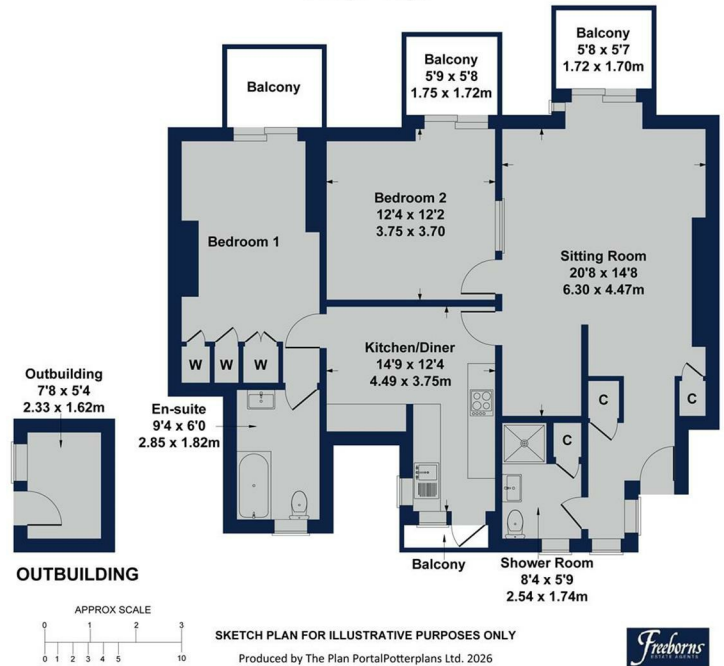 Balcony
5'8 x 5'7
1.72 x 1.70m
Balcony
5'9 x 5'8
1.75 x 1.72m
Balcony
Bedroom 2
12'4 x 12'2
3.75 x 3.70
Bedroom 1
Sitting Room
20'8 x 14'8
6.30 x 4.47m
Kitchen/Diner
14'9 x 12'4
4.49 x 3.75m
W
W
W
Outbuilding
7'8 x 5'4
2.33 x 1.62m
En-suite
9'4 x 6'0
2.85 x 1.82m
C
C
C
Balcony
Shower Room
8'4 x 5'9
2.54 x 1.74m
OUTBUILDING
APPROX SCALE
0 1 2 3
0 1 2 3 4 5 10
SKETCH PLAN FOR ILLUSTRATIVE PURPOSES ONLY
Produced by The Plan PortalPotterplans Ltd. 2026
Freeborns
ESTATE AGENTS